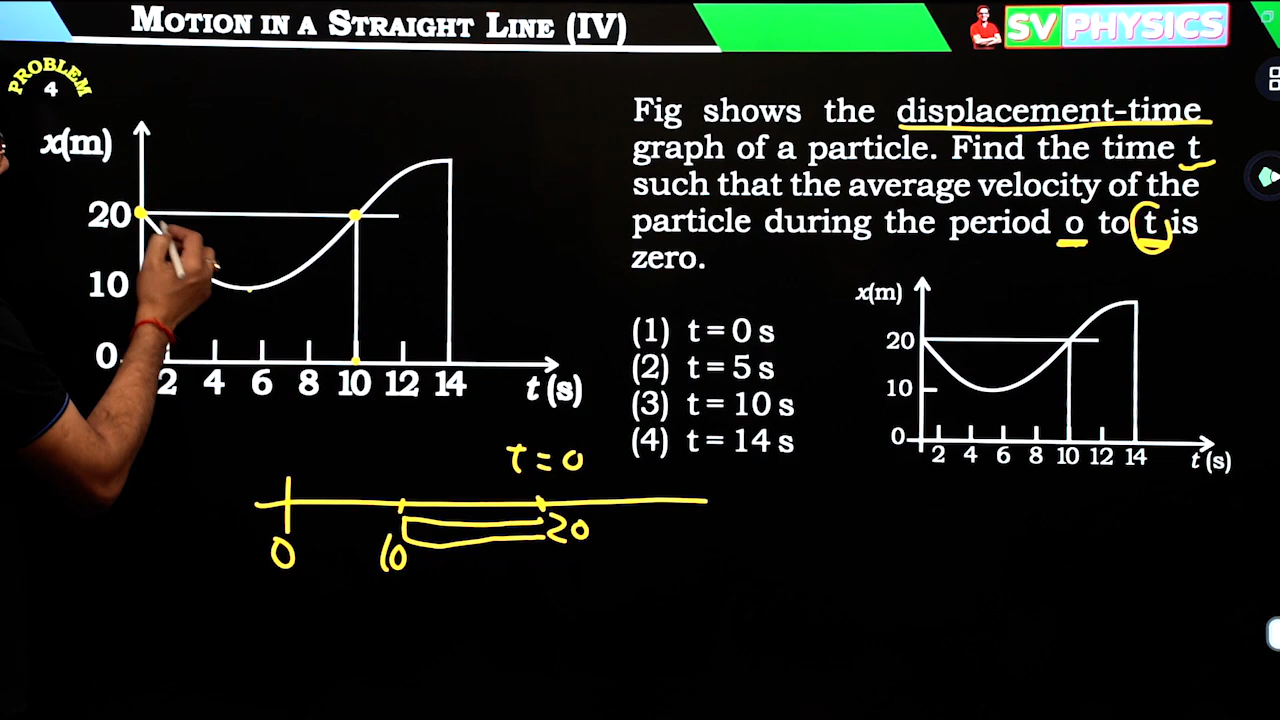 MOTION IN A STRAIGHT LINE (IV)
SV PHYSICS
PROBLEM
4
x(m)
20
10
0
2 4 6 8 10 12 14
t (s)
Fig shows the displacement-time
graph of a particle. Find the time t
such that the average velocity of the
particle during the period o to t is
zero.
(1) t = 0 s
(2) t = 5 s
(3) t = 10 s
(4) t = 14 s
x(m)
20
10
0
2 4 6 8 10 12 14
t (s)
t = 0
0 10 20